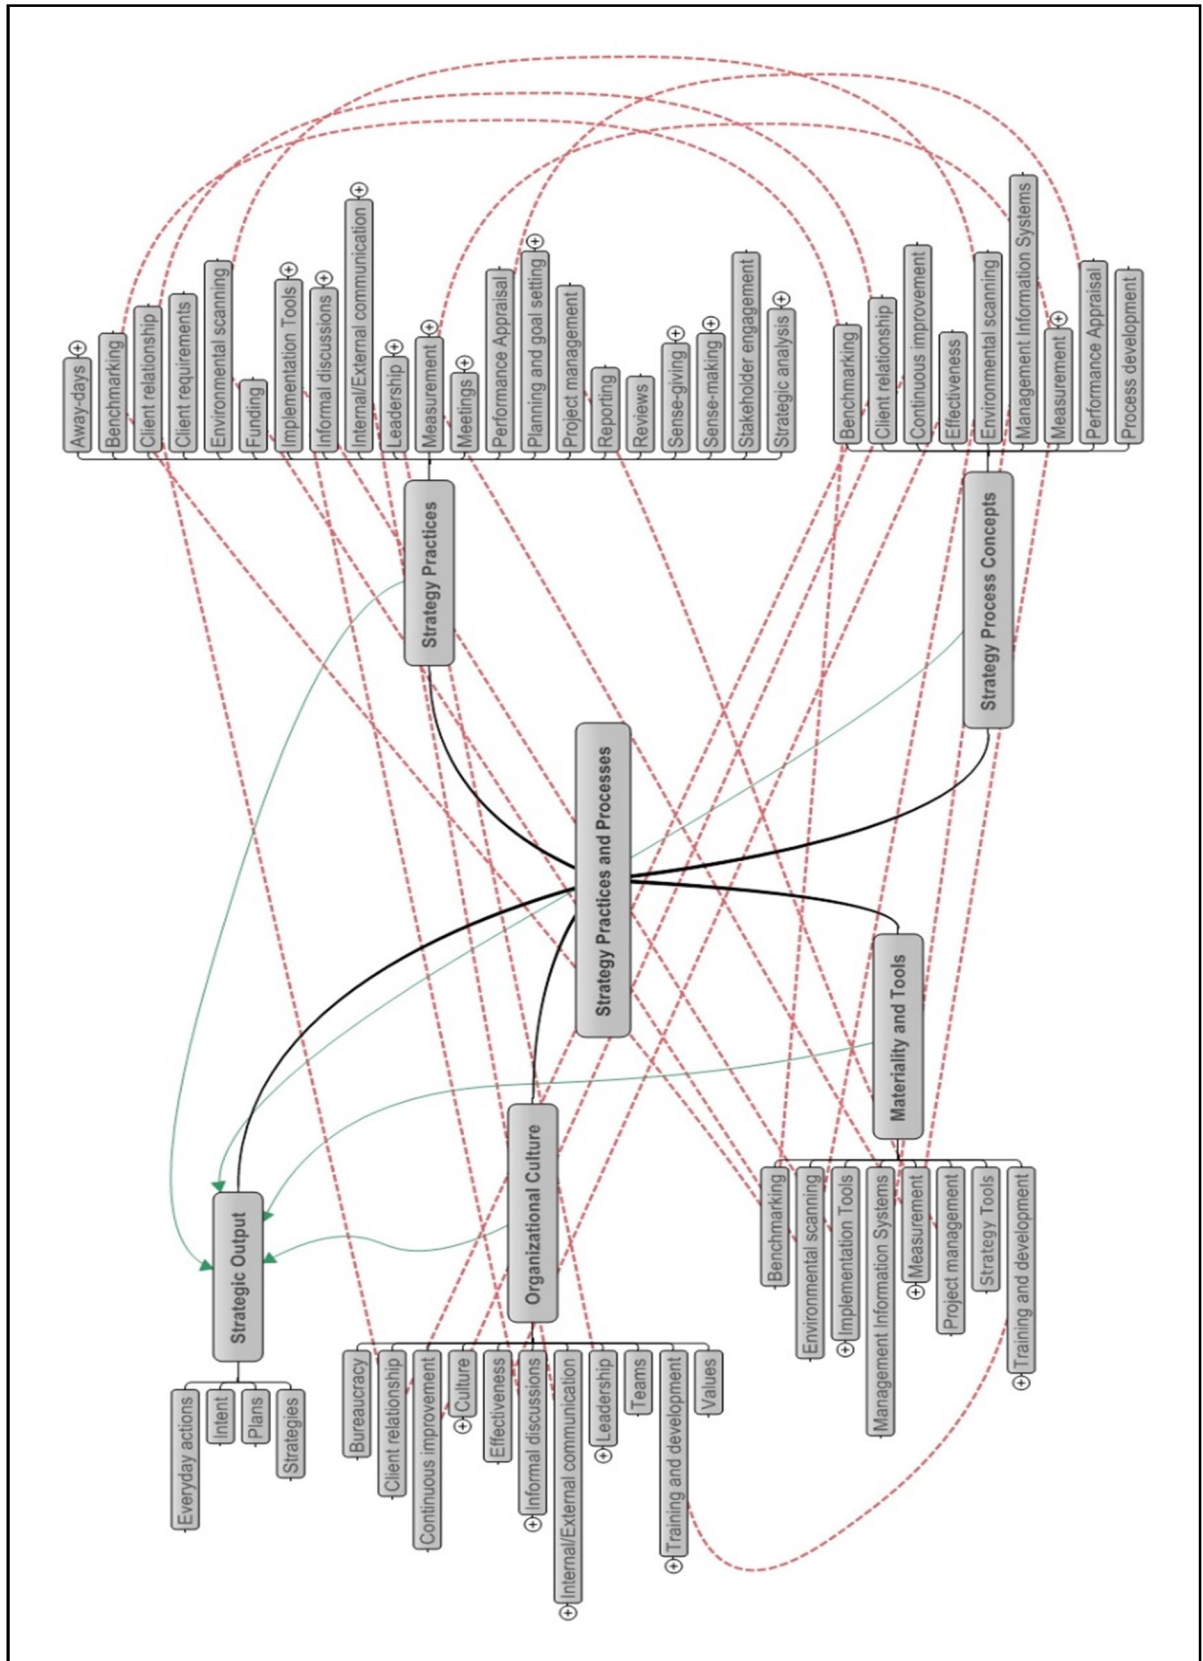 Away-days
Benchmarking
Client relationship
Client requirements
Environmental scanning
Funding
Implementation Tools
Informal discussions
Internal/External communication
Leadership
Measurement
Meetings
Performance Appraisal
Planning and goal setting
Project management
Reporting
Reviews
Sense-giving
Sense-making
Stakeholder engagement
Strategic analysis
Benchmarking
Client relationship
Continuous improvement
Effectiveness
Environmental scanning
Management Information Systems
Measurement
Performance Appraisal
Process development
Strategy Practices
Strategy Process Concepts
Strategy Practices and Processes
Strategic Output
Organizational Culture
Materiality and Tools
Everyday actions
Intent
Plans
Strategies
Bureaucracy
Client relationship
Continuous improvement
Culture
Effectiveness
Informal discussions
Internal/External communication
Leadership
Teams
Training and development
Values
Benchmarking
Environmental scanning
Implementation Tools
Management Information Systems
Measurement
Project management
Strategy Tools
Training and development